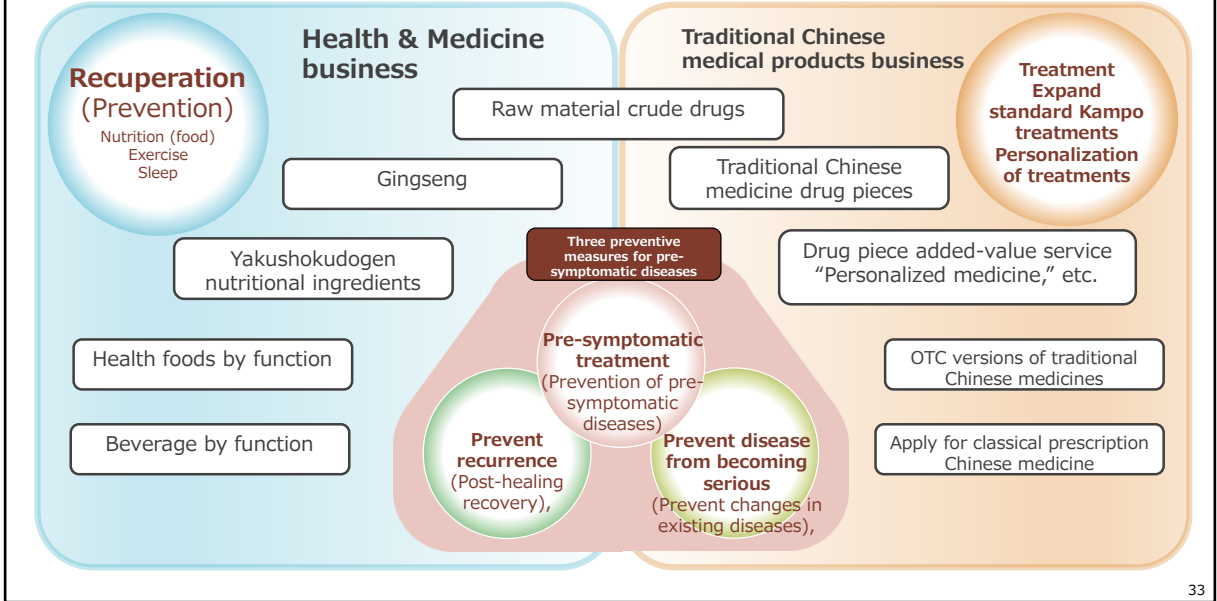 Health & Medicine
business
Traditional Chinese
medical products business
Recuperation
(Prevention)
Nutrition (food)
Exercise
Sleep
Treatment
Expand
standard Kampo
treatments
Personalization
of treatments
Raw material crude drugs
Gingseng
Traditional Chinese
medicine drug pieces
Yakushokudogen
nutritional ingredients
Three preventive
measures for pre-
symptomatic diseases
Drug piece added-value service
“Personalized medicine,” etc.
Health foods by function
Pre-symptomatic
treatment
(Prevention of pre-
symptomatic
diseases)
OTC versions of traditional
Chinese medicines
Beverage by function
Prevent
recurrence
(Post-healing
recovery),
Prevent disease
from becoming
serious
(Prevent changes in
existing diseases),
Apply for classical prescription
Chinese medicine
33